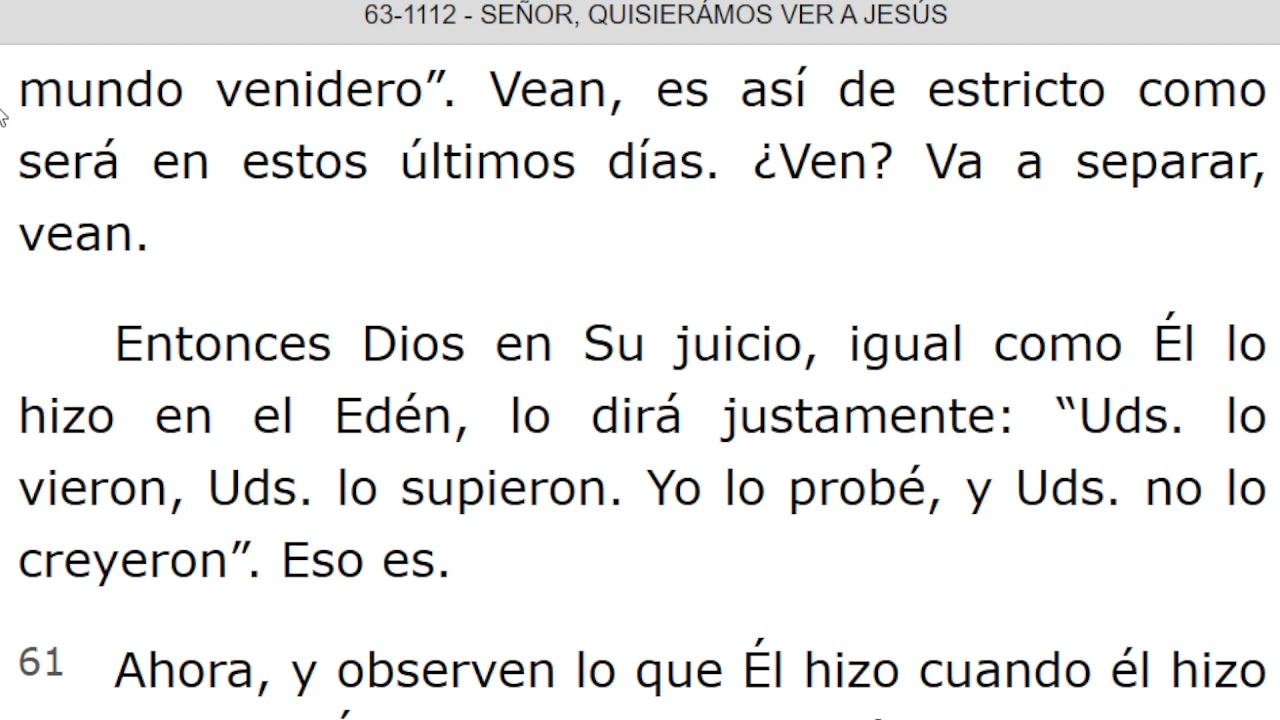 63-1112 - SEÑOR, QUISIERÁMOS VER A JESÚS
mundo venidero”. Vean, es así de estricto como
será en estos últimos días. ¿Ven? Va a separar,
vean.
Entonces Dios en Su juicio, igual como Él lo
hizo en el Edén, lo dirá justamente: “Uds. lo
vieron, Uds. lo supieron. Yo lo probé, y Uds. no lo
creyeron”. Eso es.
61 Ahora, y observen lo que Él hizo cuando él hizo